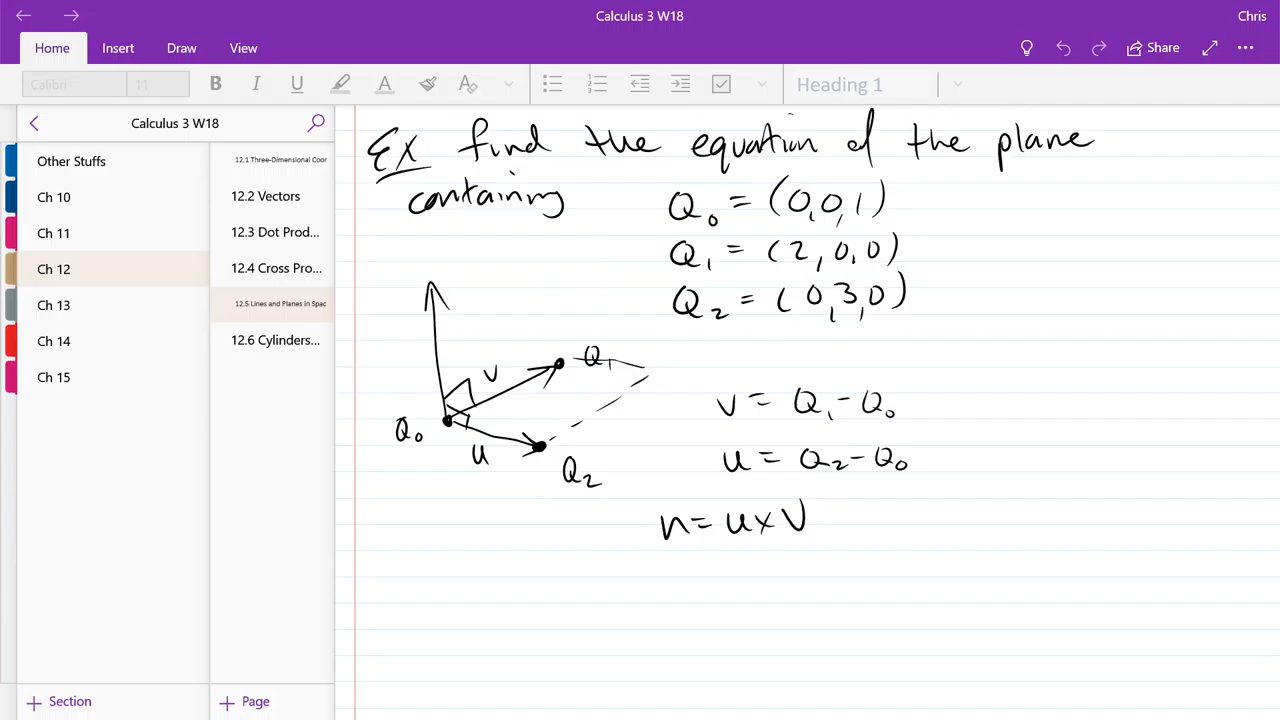 Calculus 3 W18
Chris
Home Insert Draw View
Share
Calibri 11 B I U A Heading 1
Calculus 3 W18
Other Stuffs
Ch 10
Ch 11
Ch 12
Ch 13
Ch 14
Ch 15
12.1 Three-Dimensional Coor
12.2 Vectors
12.3 Dot Prod...
12.4 Cross Pro...
12.5 Lines and Planes in Spac
12.6 Cylinders...
+ Section
+ Page
Ex find the equation of the plane
containing Q₀ = (0,0,1)
Q₁ = (2,0,0)
Q₂ = (0,3,0)
Q₁
v
Q₀
u
Q₂
v = Q₁ - Q₀
u = Q₂ - Q₀
n = u × v